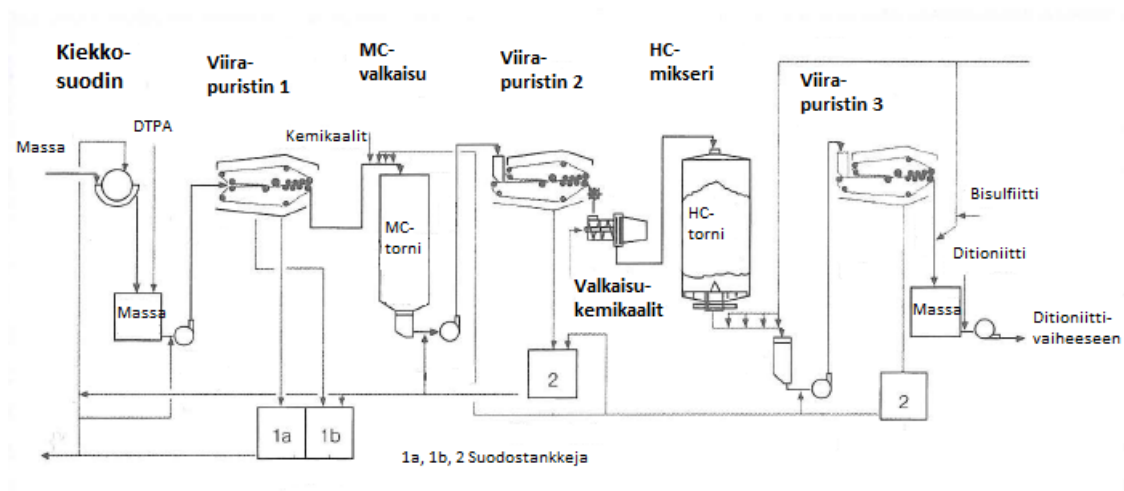 Kiekko-
suodin
Viira-
puristin 1
MC-
valkaisu
Viira-
puristin 2
HC-
mikseri
Viira-
puristin 3
DTPA
Massa
Kemikaalit
MC-
torni
HC-
torni
Bisulfiitti
Ditioniitti
Massa
Valkaisu-
kemikaalit
Massa
Ditioniitti-
vaiheeseen
2
2
1a
1b
1a, 1b, 2 Suodostankkeja